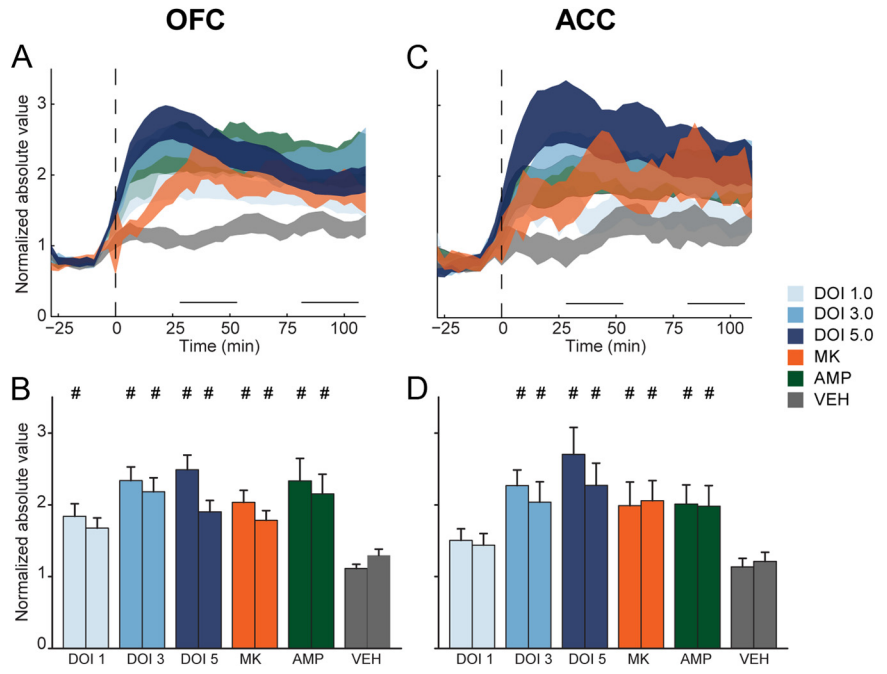 OFC
ACC
A
C
Normalized absolute value
3
2
1
0
−25 0 25 50 75 100
Time (min)
−25 0 25 50 75 100
Time (min)
DOI 1.0
DOI 3.0
DOI 5.0
MK
AMP
VEH
B
# # # # # # # # #
Normalized absolute value
3
2
1
0
DOI 1 DOI 3 DOI 5 MK AMP VEH
D
# # # # # # # #
DOI 1 DOI 3 DOI 5 MK AMP VEH